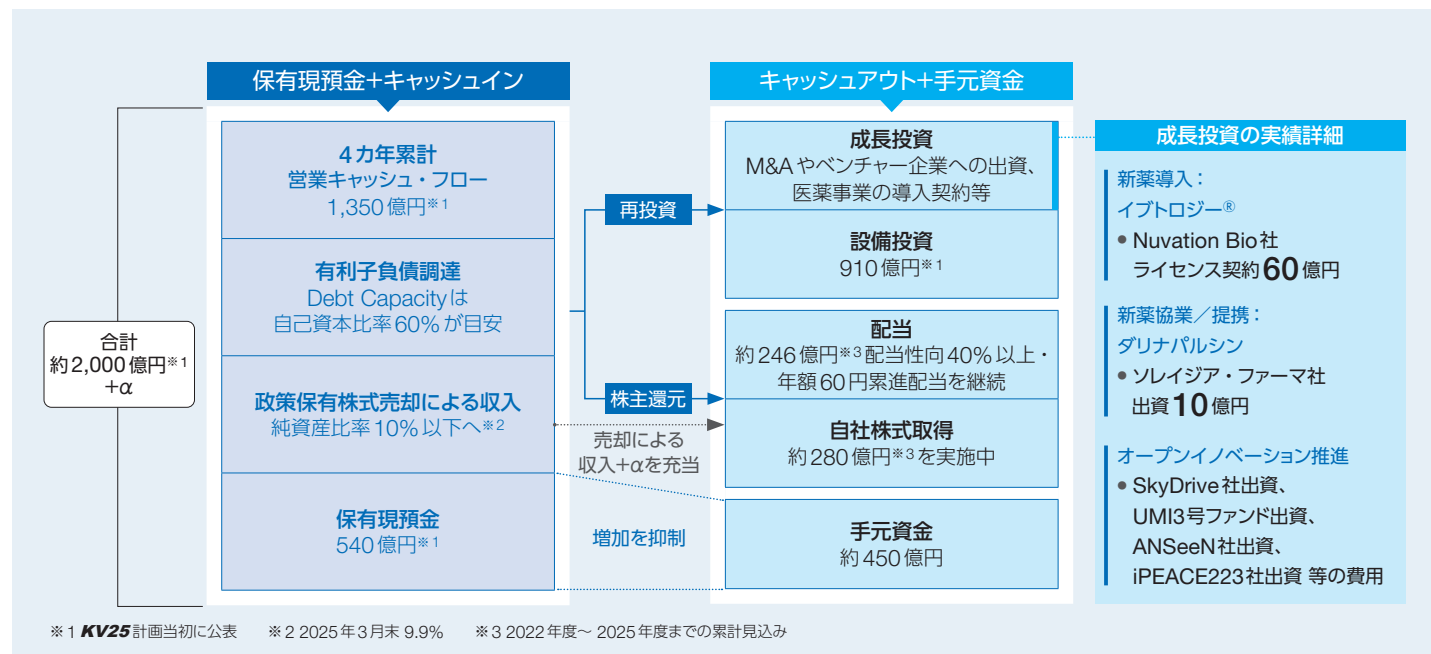 保有現預金+キャッシュイン
合計
約2,000億円※1
+α
4カ年累計
営業キャッシュ・フロー
1,350億円※1
有利子負債調達
Debt Capacityは
自己資本比率60%が目安
政策保有株式売却による収入
純資産比率10%以下へ※2
保有現預金
540億円※1
再投資
株主還元
売却による
収入+αを充当
増加を抑制
キャッシュアウト+手元資金
成長投資
M&Aやベンチャー企業への出資、
医薬事業の導入契約等
設備投資
910億円※1
配当
約246億円※3配当性向40%以上・
年額60円累進配当を継続
自社株式取得
約280億円※3を実施中
手元資金
約450億円
成長投資の実績詳細
新薬導入：
イブトロジー®
● Nuvation Bio社
ライセンス契約60億円
新薬協業／提携：
ダリナパルシン
● ソレイジア・ファーマ社
出資10億円
オープンイノベーション推進
● SkyDrive社出資、
UMI3号ファンド出資、
ANSeeN社出資、
iPEACE223社出資 等の費用
※1 KV25計画当初に公表 ※2 2025年3月末 9.9% ※3 2022年度～2025年度までの累計見込み